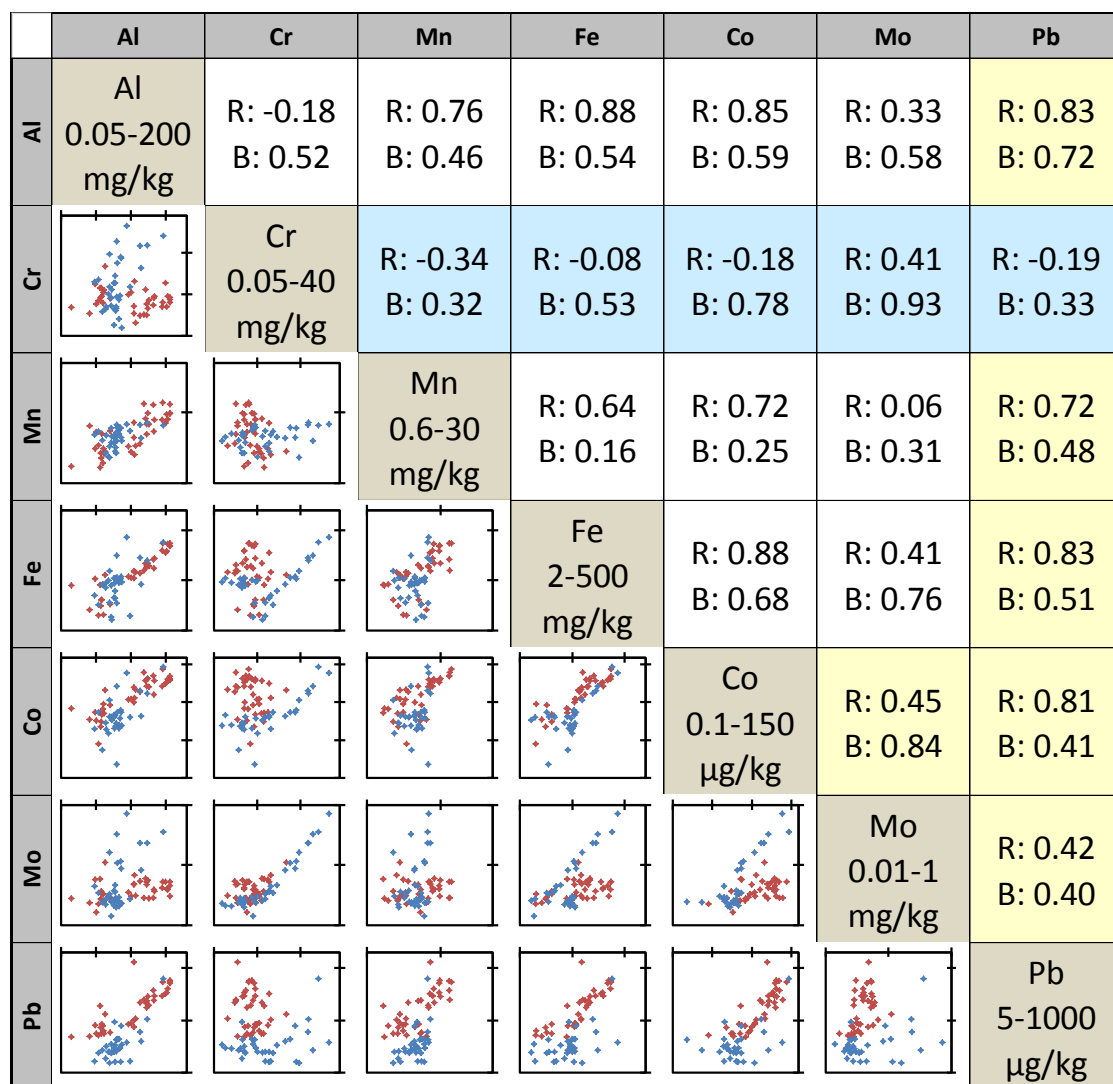 Al Cr Mn Fe Co Mo Pb
Al
Al
0.05-200
mg/kg
R: -0.18
B: 0.52
R: 0.76
B: 0.46
R: 0.88
B: 0.54
R: 0.85
B: 0.59
R: 0.33
B: 0.58
R: 0.83
B: 0.72
Cr
Cr
0.05-40
mg/kg
R: -0.34
B: 0.32
R: -0.08
B: 0.53
R: -0.18
B: 0.78
R: 0.41
B: 0.93
R: -0.19
B: 0.33
Mn
Mn
0.6-30
mg/kg
R: 0.64
B: 0.16
R: 0.72
B: 0.25
R: 0.06
B: 0.31
R: 0.72
B: 0.48
Fe
Fe
2-500
mg/kg
R: 0.88
B: 0.68
R: 0.41
B: 0.76
R: 0.83
B: 0.51
Co
Co
0.1-150
µg/kg
R: 0.45
B: 0.84
R: 0.81
B: 0.41
Mo
Mo
0.01-1
mg/kg
R: 0.42
B: 0.40
Pb
Pb
5-1000
µg/kg